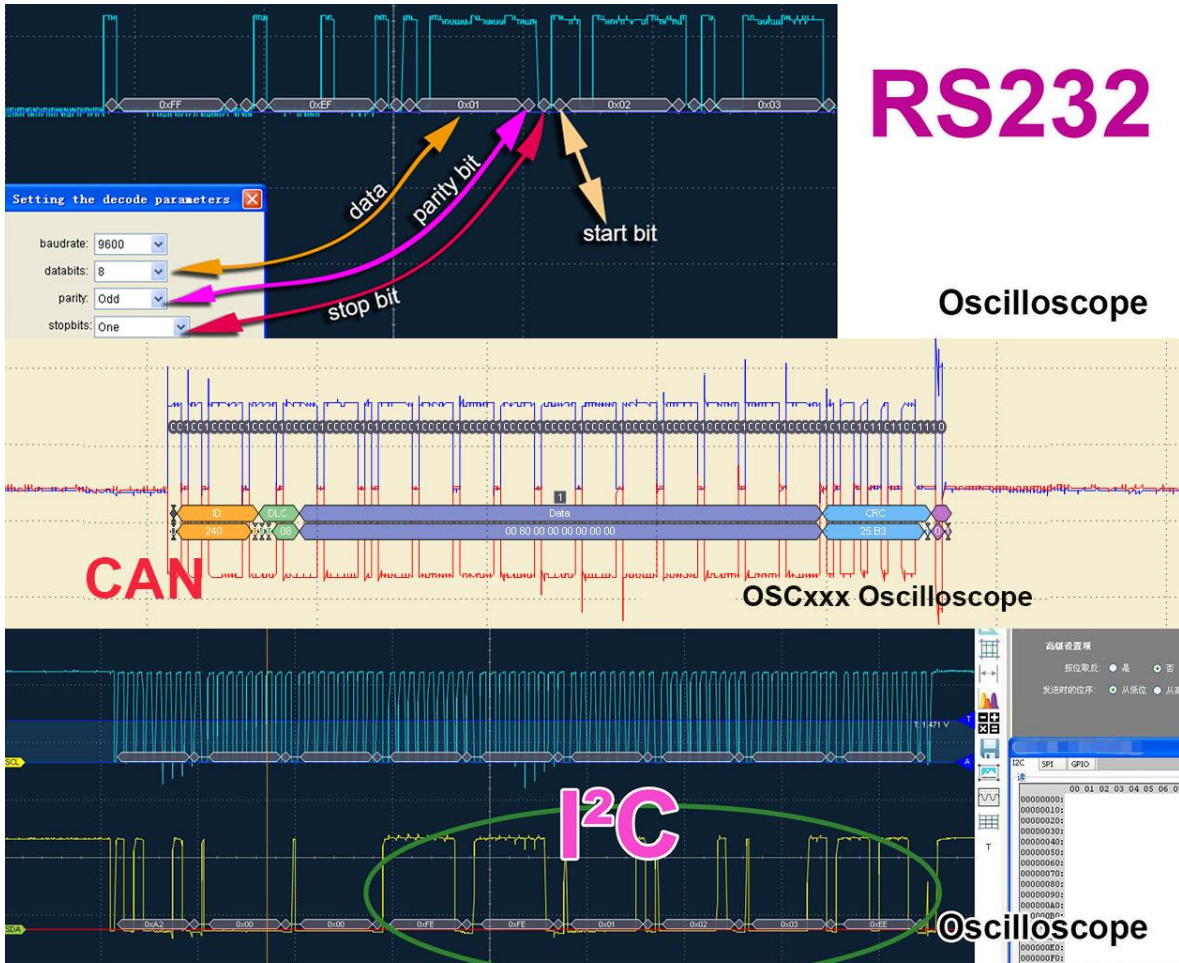 RS232
0xFF 0xEF 0x01 0x02 0x03
Setting the decode parameters
data
parity bit
start bit
baudrate: 9600
databits: 8
parity: Odd
stopbits: One
stop bit
Oscilloscope
1
ID DLC Data CRC
240 08 00 80 00 00 00 00 00 00 25 B3
CAN
OSCxxx Oscilloscope
高级设置项
按位取反: 是 否
发送时的位序: 从低位
T: 1.471 V
T
SCL
A
I2C SPI GPIO
读
00 01 02 03 04 05 06
I²C
00000000:
00000010:
00000020:
00000030:
00000040:
00000050:
00000060:
00000070:
00000080:
00000090:
000000A0:
T
SDA
0xA2 0x00 0x00 0xFE 0xFE 0x01 0x02 0x03 0xEE
Oscilloscope
000000E0:
000000F0: